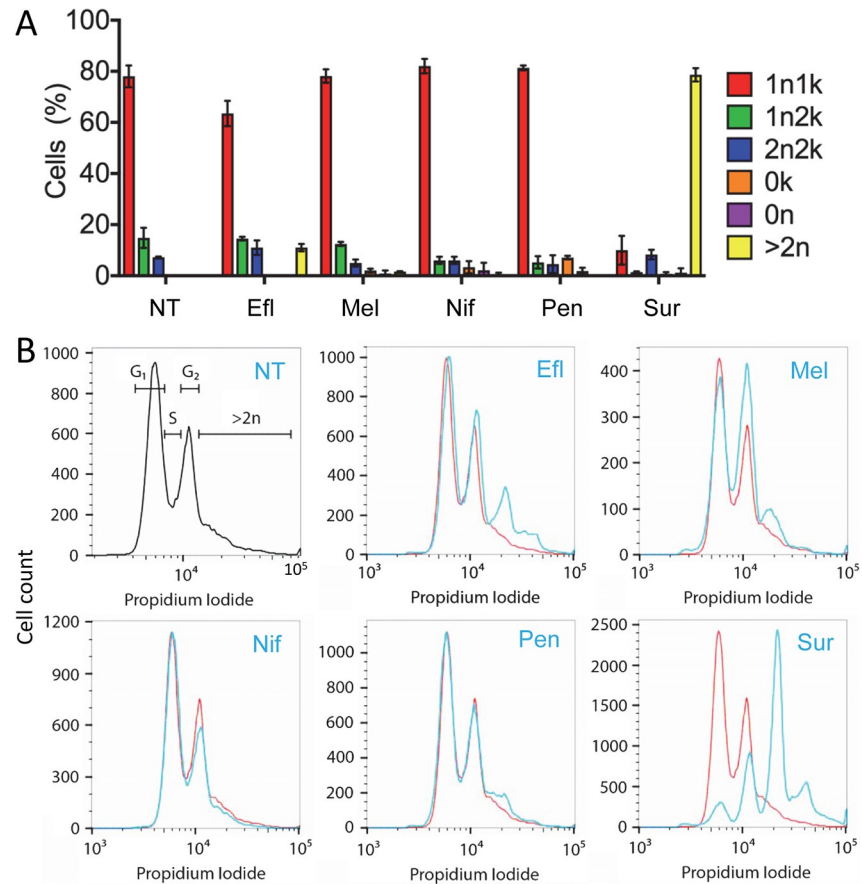 A
Cells (%)
100
80
60
40
20
0
NT Efl Mel Nif Pen Sur
1n1k
1n2k
2n2k
0k
0n
>2n
B
Cell count
NT
G1 G2
S >2n
1000
800
600
400
200
0
10^4 10^5
Propidium Iodide
Efl
1000
800
600
400
200
0
10^3 10^4 10^5
Propidium Iodide
Mel
400
300
200
100
0
10^3 10^4 10^5
Propidium Iodide
Nif
1200
900
600
300
0
10^3 10^4 10^5
Propidium Iodide
Pen
1000
800
600
400
200
0
10^3 10^4 10^5
Propidium Iodide
Sur
2500
2000
1500
1000
500
0
10^3 10^4 10^5
Propidium Iodide